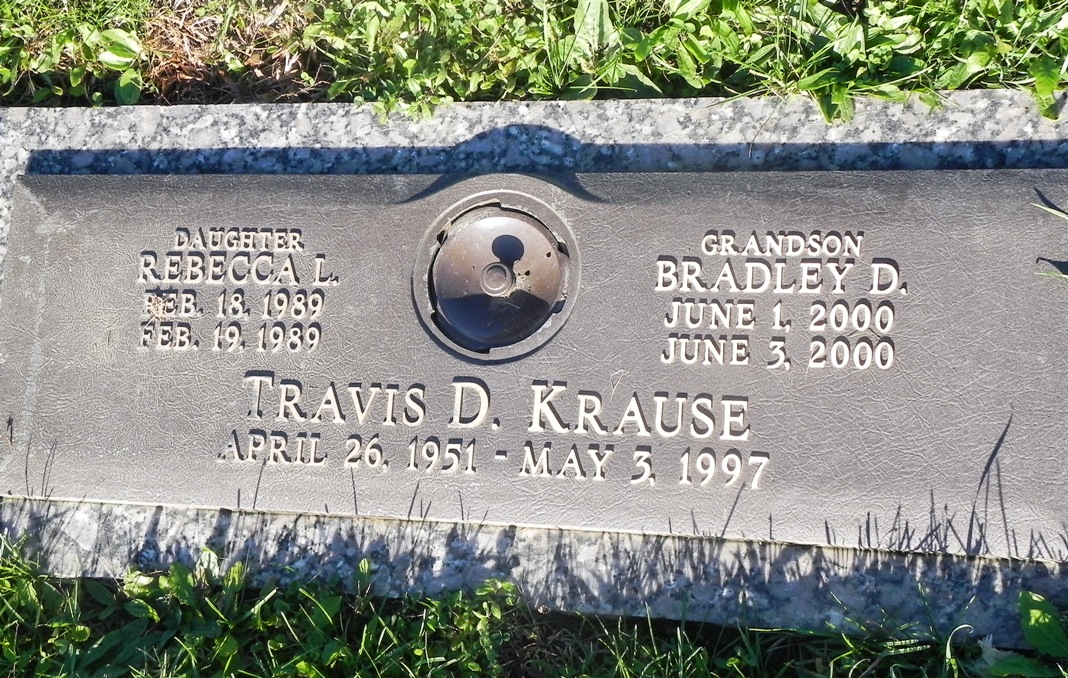 DAUGHTER
REBECCA L.
FEB. 18, 1989
FEB. 19, 1989
GRANDSON
BRADLEY D.
JUNE 1, 2000
JUNE 3, 2000
TRAVIS D. KRAUSE
APRIL 26, 1951 - MAY 3, 1997